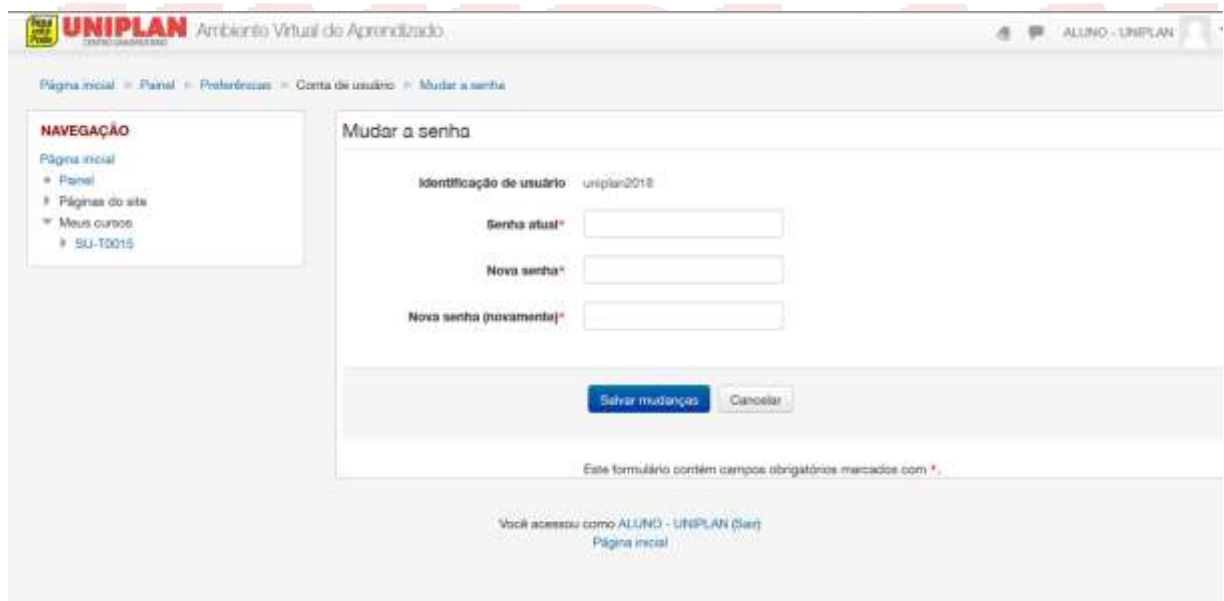 UNIPLAN Ambiente Virtual de Aprendizado
CENTRO UNIVERSITÁRIO
ALUNO - UNIPLAN
Página inicial Painel Preferências Conta de usuário Mudar a senha
NAVEGAÇÃO
Página inicial
Painel
Páginas do site
Meus cursos
SU-T0015
Mudar a senha
Identificação de usuário uniplan2018
Senha atual*
Nova senha*
Nova senha (novamente)*
Salvar mudanças Cancelar
Este formulário contém campos obrigatórios marcados com *.
Você acessou como ALUNO - UNIPLAN (Sair)
Página inicial